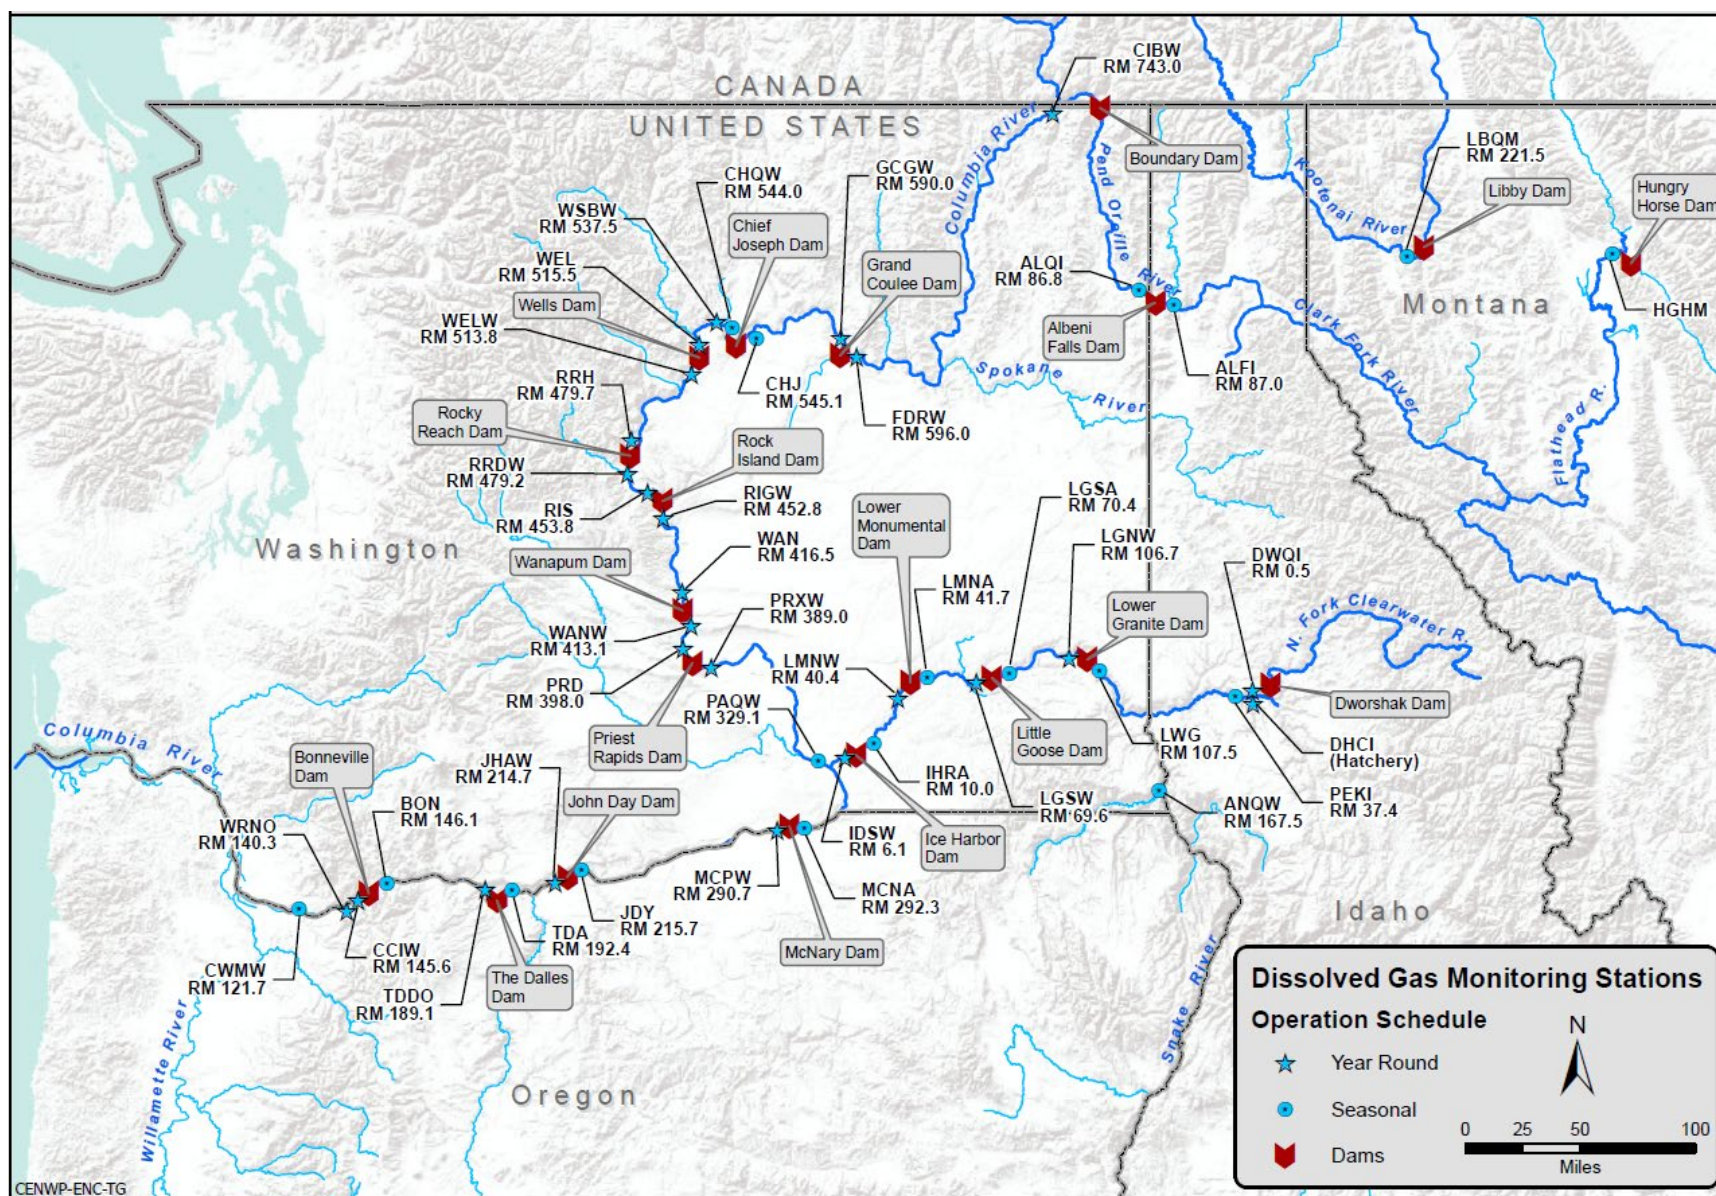 CIBW
RM 743.0
CANADA
UNITED STATES
Columbia River
Boundary Dam
Pend Oreille River
Kootenai River
LBQM
RM 221.5
Libby Dam
Hungry
Horse Dam
HGHM
Montana
CHQW
RM 544.0
GCGW
RM 590.0
WSBW
RM 537.5
Chief
Joseph Dam
WEL
RM 515.5
Wells Dam
Grand
Coulee Dam
ALQI
RM 86.8
Albeni
Falls Dam
Clark Fork River
ALFI
RM 87.0
WELW
RM 513.8
RRH
RM 479.7
CHJ
RM 545.1
Spokane River
FDRW
RM 596.0
Flathead R.
Rocky
Reach Dam
Rock
Island Dam
RRDW
RM 479.2
RIS
RM 453.8
RIGW
RM 452.8
Washington
WAN
RM 416.5
Wanapum Dam
Lower
Monumental
Dam
LGSA
RM 70.4
LGNW
RM 106.7
DWQI
RM 0.5
LMNA
RM 41.7
PRXW
RM 389.0
Lower
Granite Dam
N. Fork Clearwater R.
WANW
RM 413.1
LMNW
RM 40.4
PRD
RM 398.0
PAQW
RM 329.1
Dworshak Dam
Columbia River
Priest
Rapids Dam
Little
Goose Dam
LWG
RM 107.5
DHCI
(Hatchery)
Bonneville
Dam
JHAW
RM 214.7
IHRA
RM 10.0
LGSW
RM 69.6
ANQW
RM 167.5
PEKI
RM 37.4
BON
RM 146.1
John Day Dam
WRNO
RM 140.3
IDSW
RM 6.1
Ice Harbor
Dam
MCPW
RM 290.7
MCNA
RM 292.3
JDY
RM 215.7
TDA
RM 192.4
McNary Dam
Idaho
CCIW
RM 145.6
CWMW
RM 121.7
TDDO
RM 189.1
The Dalles
Dam
Snake River
Willamette River
Oregon
Dissolved Gas Monitoring Stations
Operation Schedule
N
Year Round
Seasonal
Dams
0 25 50 100
Miles
CENWP-ENC-TG